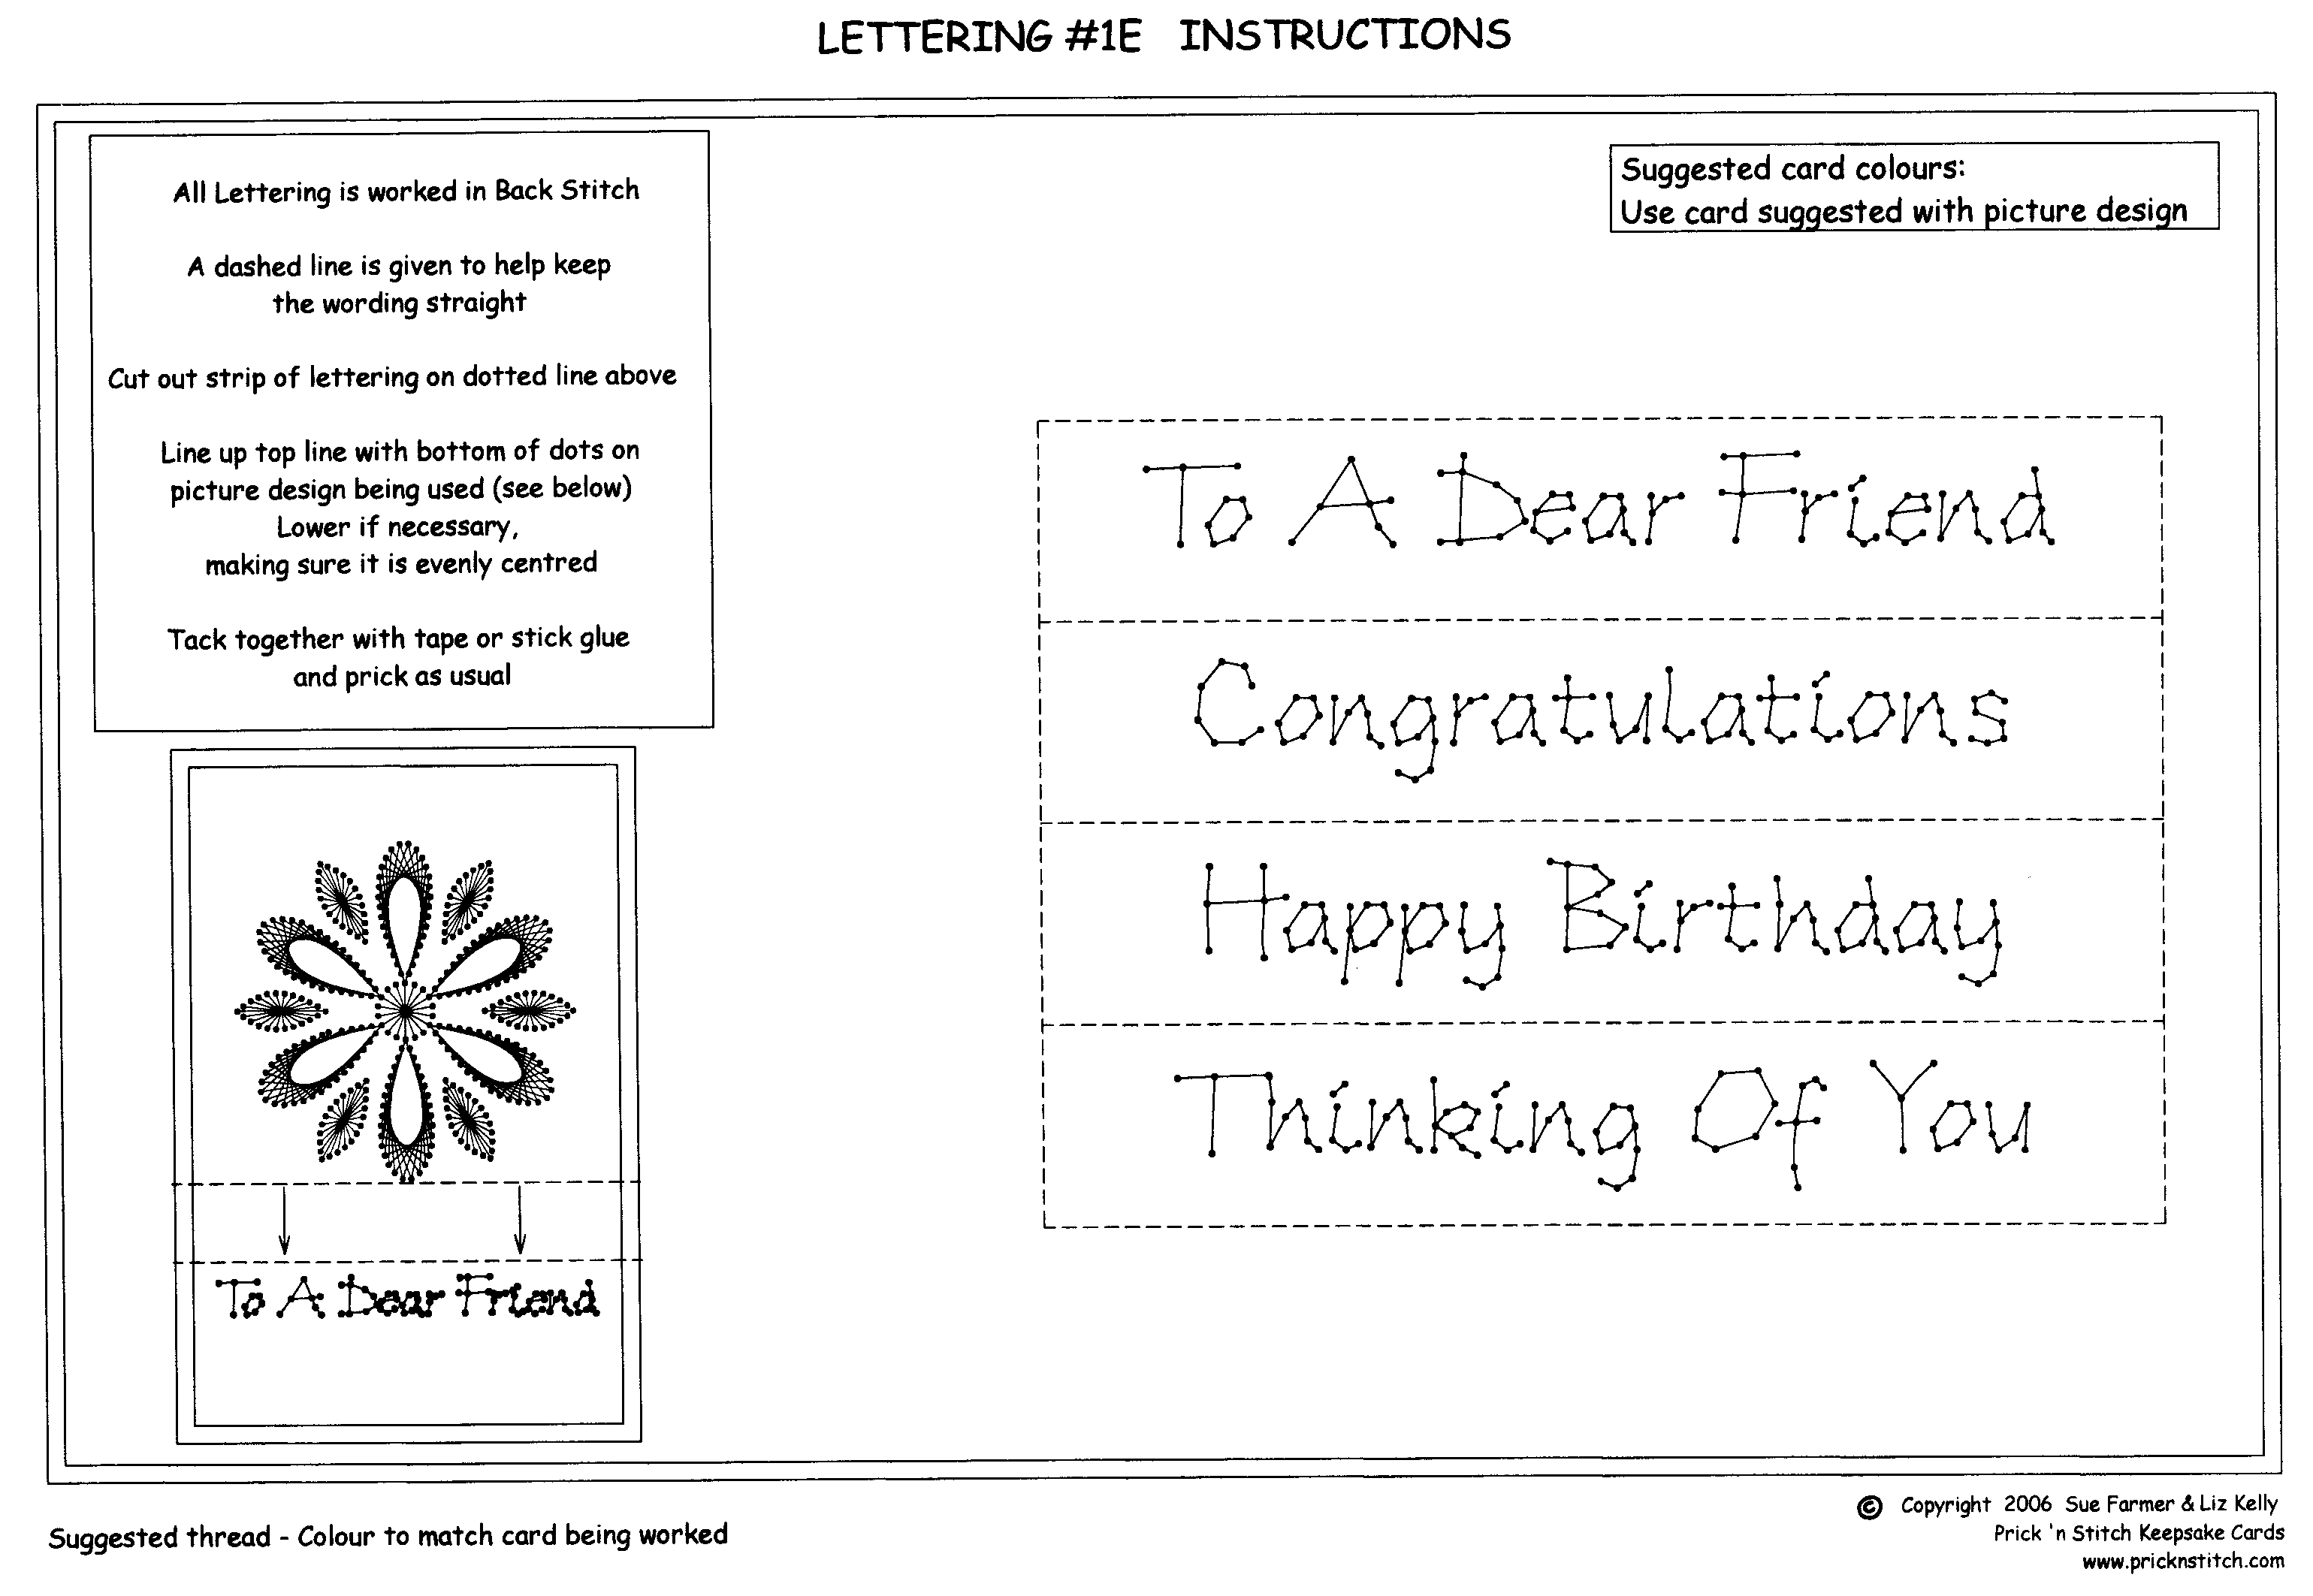 LETTERING #1E INSTRUCTIONS
All Lettering is worked in Back Stitch
A dashed line is given to help keep
the wording straight
Cut out strip of lettering on dotted line above
Line up top line with bottom of dots on
picture design being used (see below)
Lower if necessary,
making sure it is evenly centred
Tack together with tape or stick glue
and prick as usual
Suggested card colours:
Use card suggested with picture design
To A Dear Friend
Congratulations
Happy Birthday
Thinking Of You
To A Dear Friend
Suggested thread - Colour to match card being worked
© Copyright 2006 Sue Farmer & Liz Kelly
Prick 'n Stitch Keepsake Cards
www.pricknstitch.com